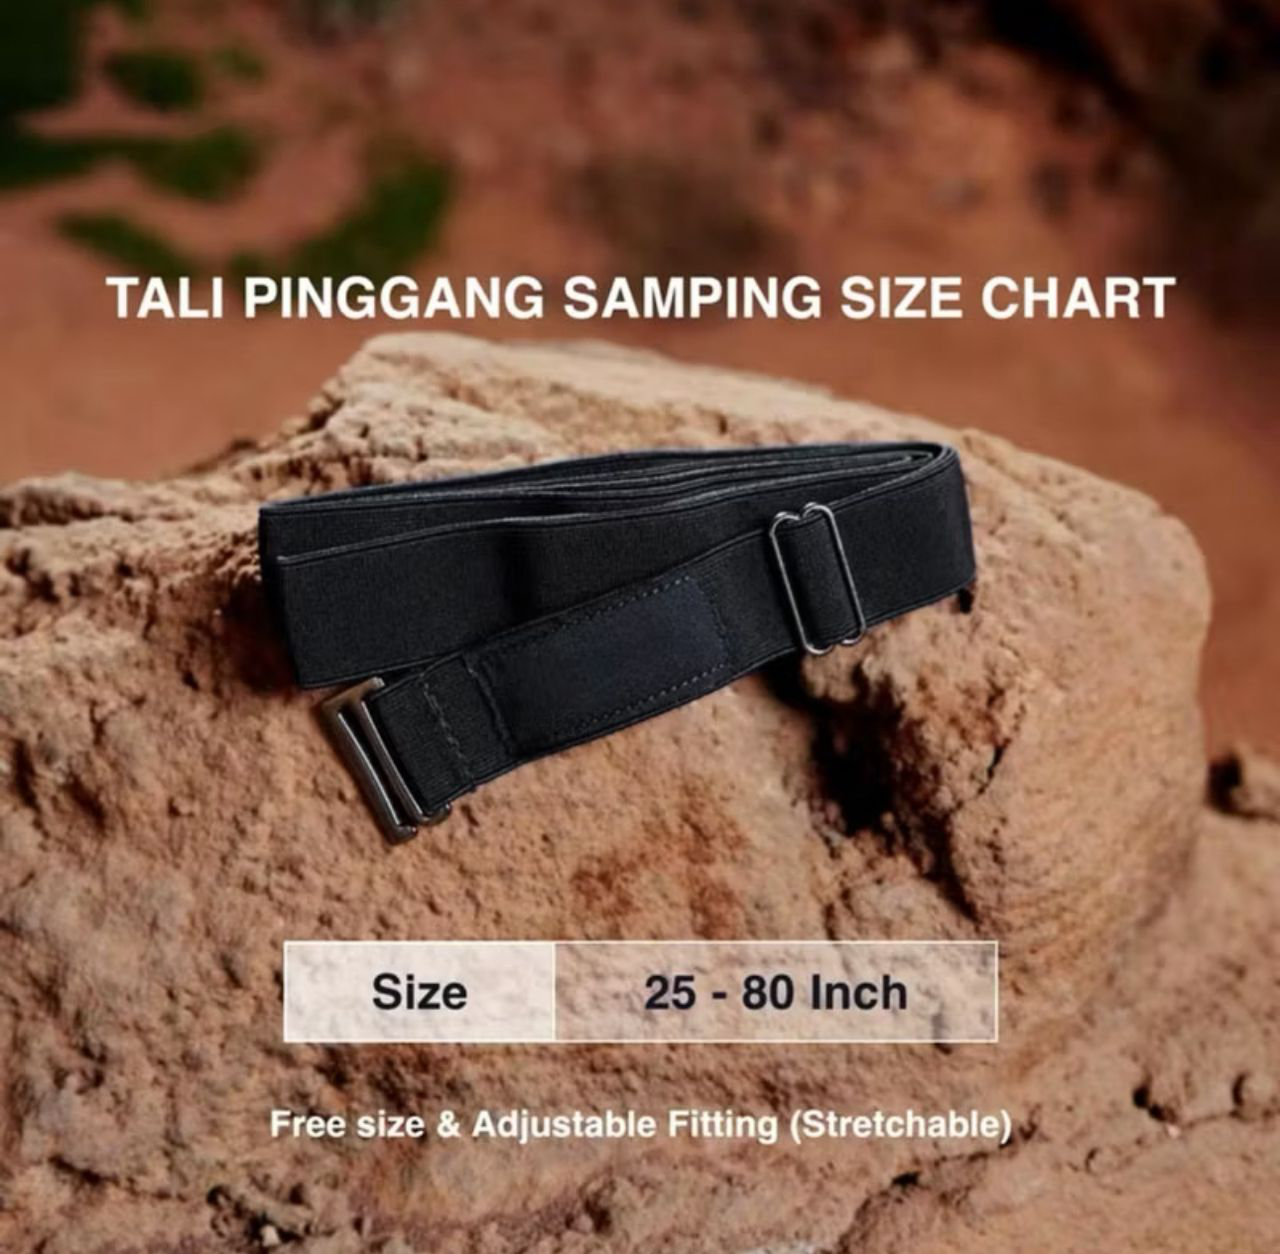 TALI PINGGANG SAMPING SIZE CHART
Size 25 - 80 Inch
Free size & Adjustable Fitting (Stretchable)